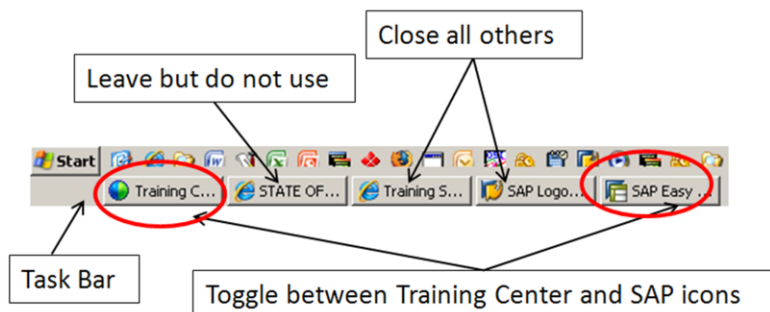 Close all others
Leave but do not use
Start
Training C... STATE OF... Training S... SAP Logo... SAP Easy ...
Task Bar
Toggle between Training Center and SAP icons